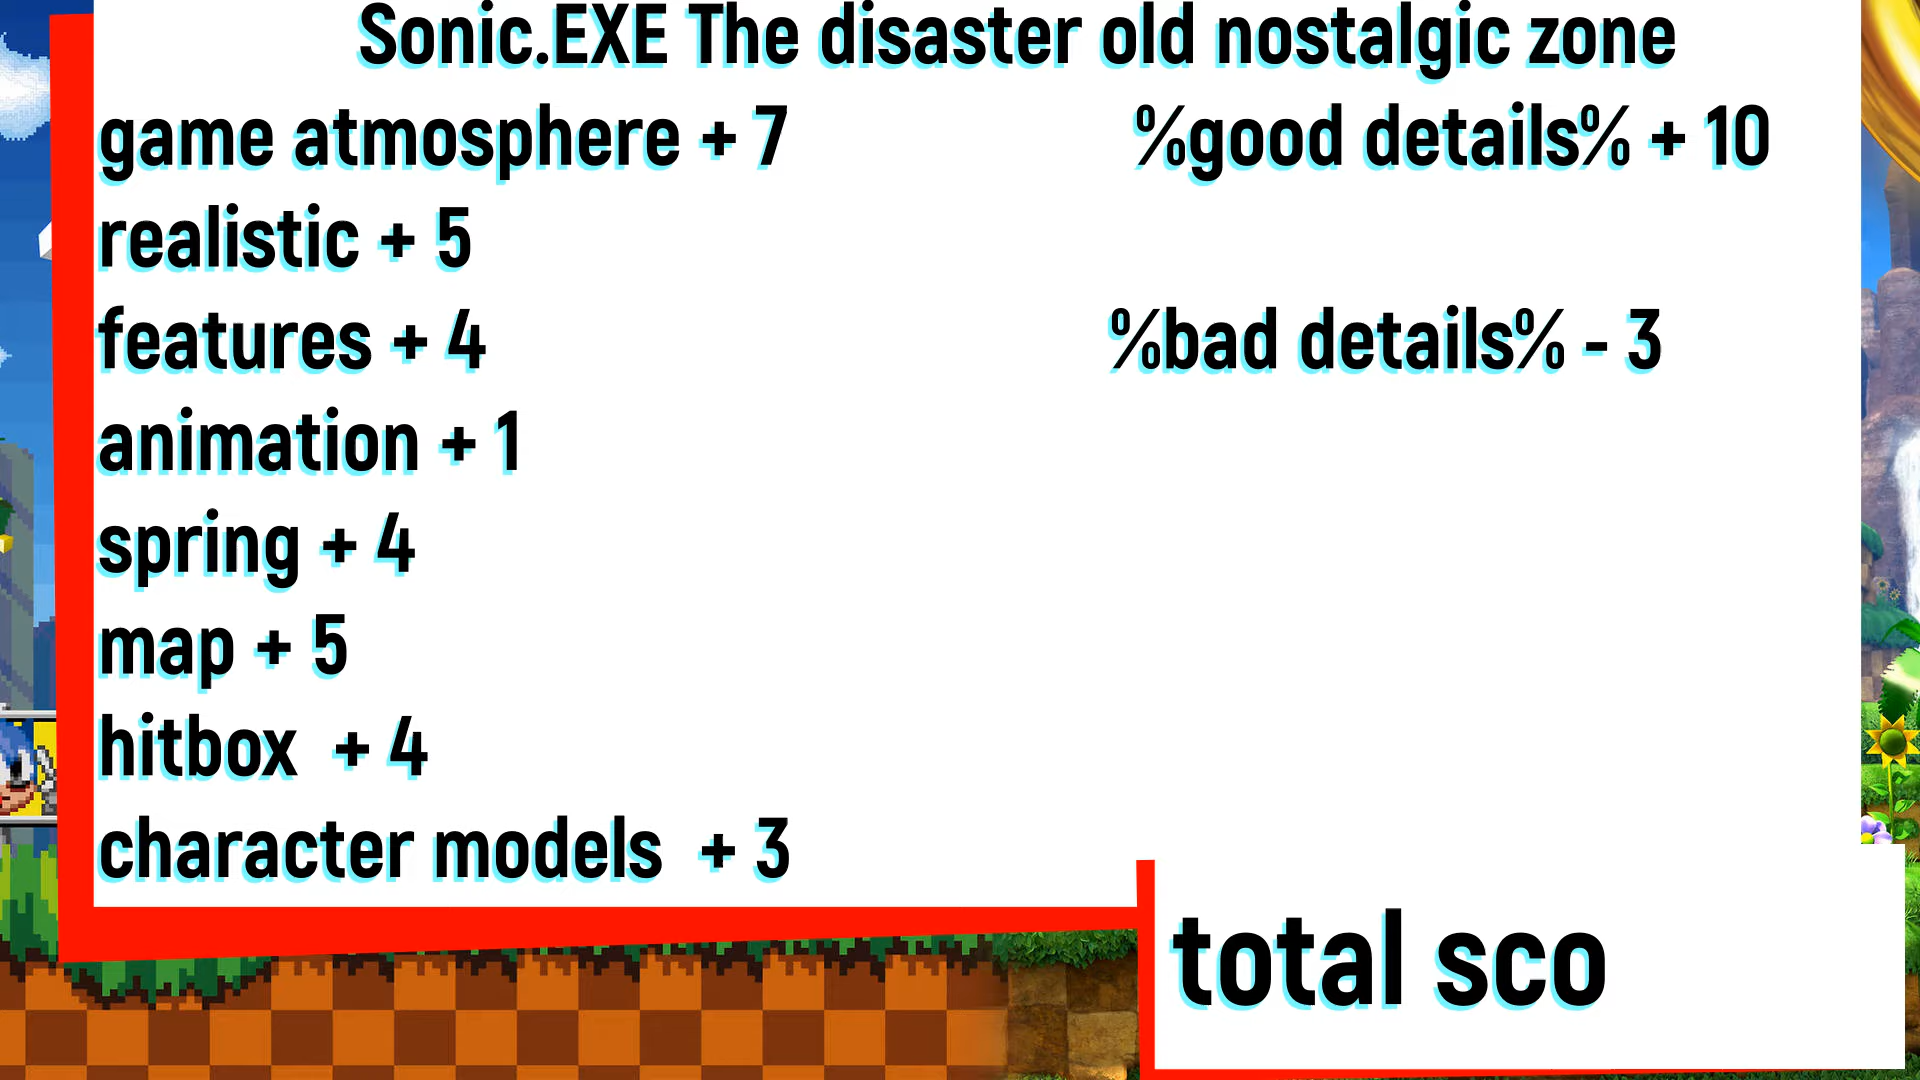 Sonic.EXE The disaster old nostalgic zone
game atmosphere + 7
%good details% + 10
realistic + 5
features + 4
%bad details% - 3
animation + 1
spring + 4
map + 5
hitbox + 4
character models + 3
total sco